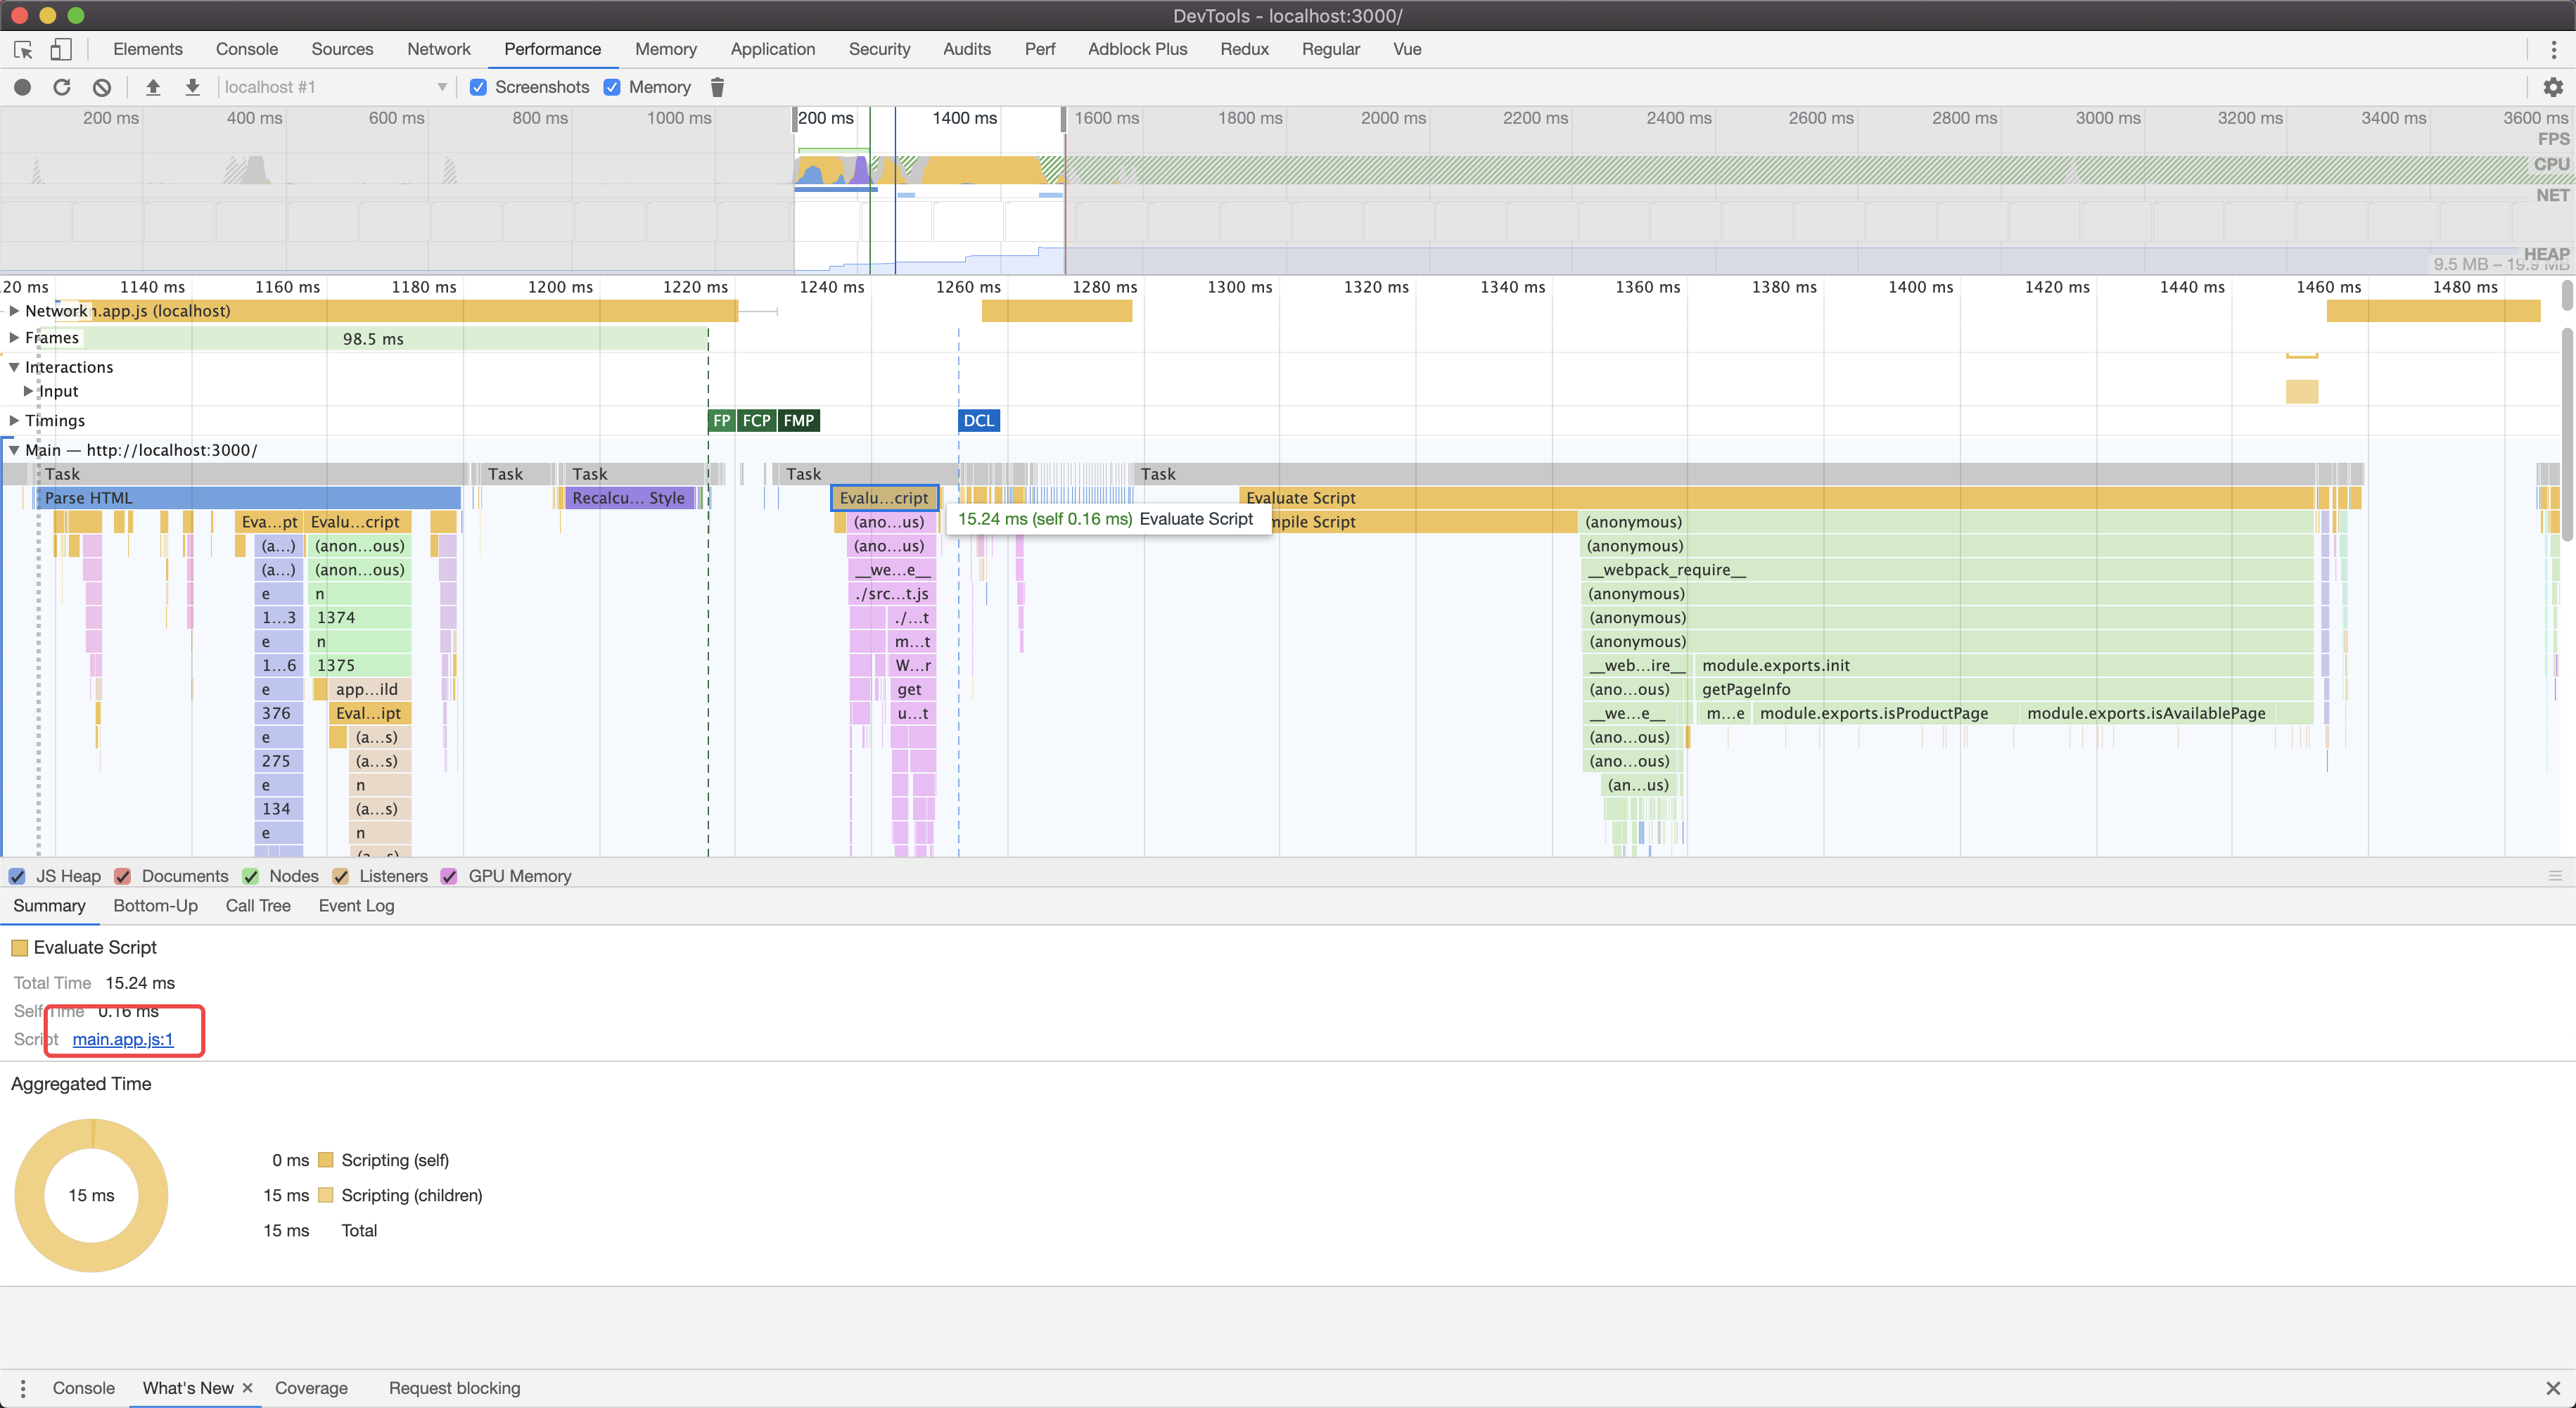 DevTools - localhost:3000/
Elements Console Sources Network Performance Memory Application Security Audits Perf Adblock Plus Redux Regular Vue
localhost #1 Screenshots Memory
200 ms 400 ms 600 ms 800 ms 1000 ms 200 ms 1400 ms 1600 ms 1800 ms 2000 ms 2200 ms 2400 ms 2600 ms 2800 ms 3000 ms 3200 ms 3400 ms 3600 ms
FPS
CPU
NET
HEAP
9.5 MB – 19.9 MB
20 ms 1140 ms 1160 ms 1180 ms 1200 ms 1220 ms 1240 ms 1260 ms 1280 ms 1300 ms 1320 ms 1340 ms 1360 ms 1380 ms 1400 ms 1420 ms 1440 ms 1460 ms 1480 ms
Network n.app.js (localhost)
Frames 98.5 ms
Interactions
Input
Timings FP FCP FMP DCL
Main — http://localhost:3000/
Task Task Task Task Task
Parse HTML Recalcu... Style Evalu...cript Evaluate Script
15.24 ms (self 0.16 ms) Evaluate Script
Eva...pt Evalu...cript (ano...us) mpile Script (anonymous)
(a...) (anon...ous) (ano...us) (anonymous)
(a...) (anon...ous) __we...e__ __webpack_require__
e n ./src...t.js (anonymous)
1...3 1374 ./...t (anonymous)
e n m...t (anonymous)
1...6 1375 W...r __web...ire__ module.exports.init
e app...ild get (ano...ous) getPageInfo
376 Eval...ipt u...t __we...e__ m...e module.exports.isProductPage module.exports.isAvailablePage
e (a...s) (ano...ous)
275 (a...s) (ano...ous)
e n (an...us)
134 (a...s)
e n
(a...s)
JS Heap Documents Nodes Listeners GPU Memory
Summary Bottom-Up Call Tree Event Log
Evaluate Script
Total Time 15.24 ms
Self Time 0.16 ms
Script main.app.js:1
Aggregated Time
15 ms
0 ms Scripting (self)
15 ms Scripting (children)
15 ms Total
Console What's New × Coverage Request blocking